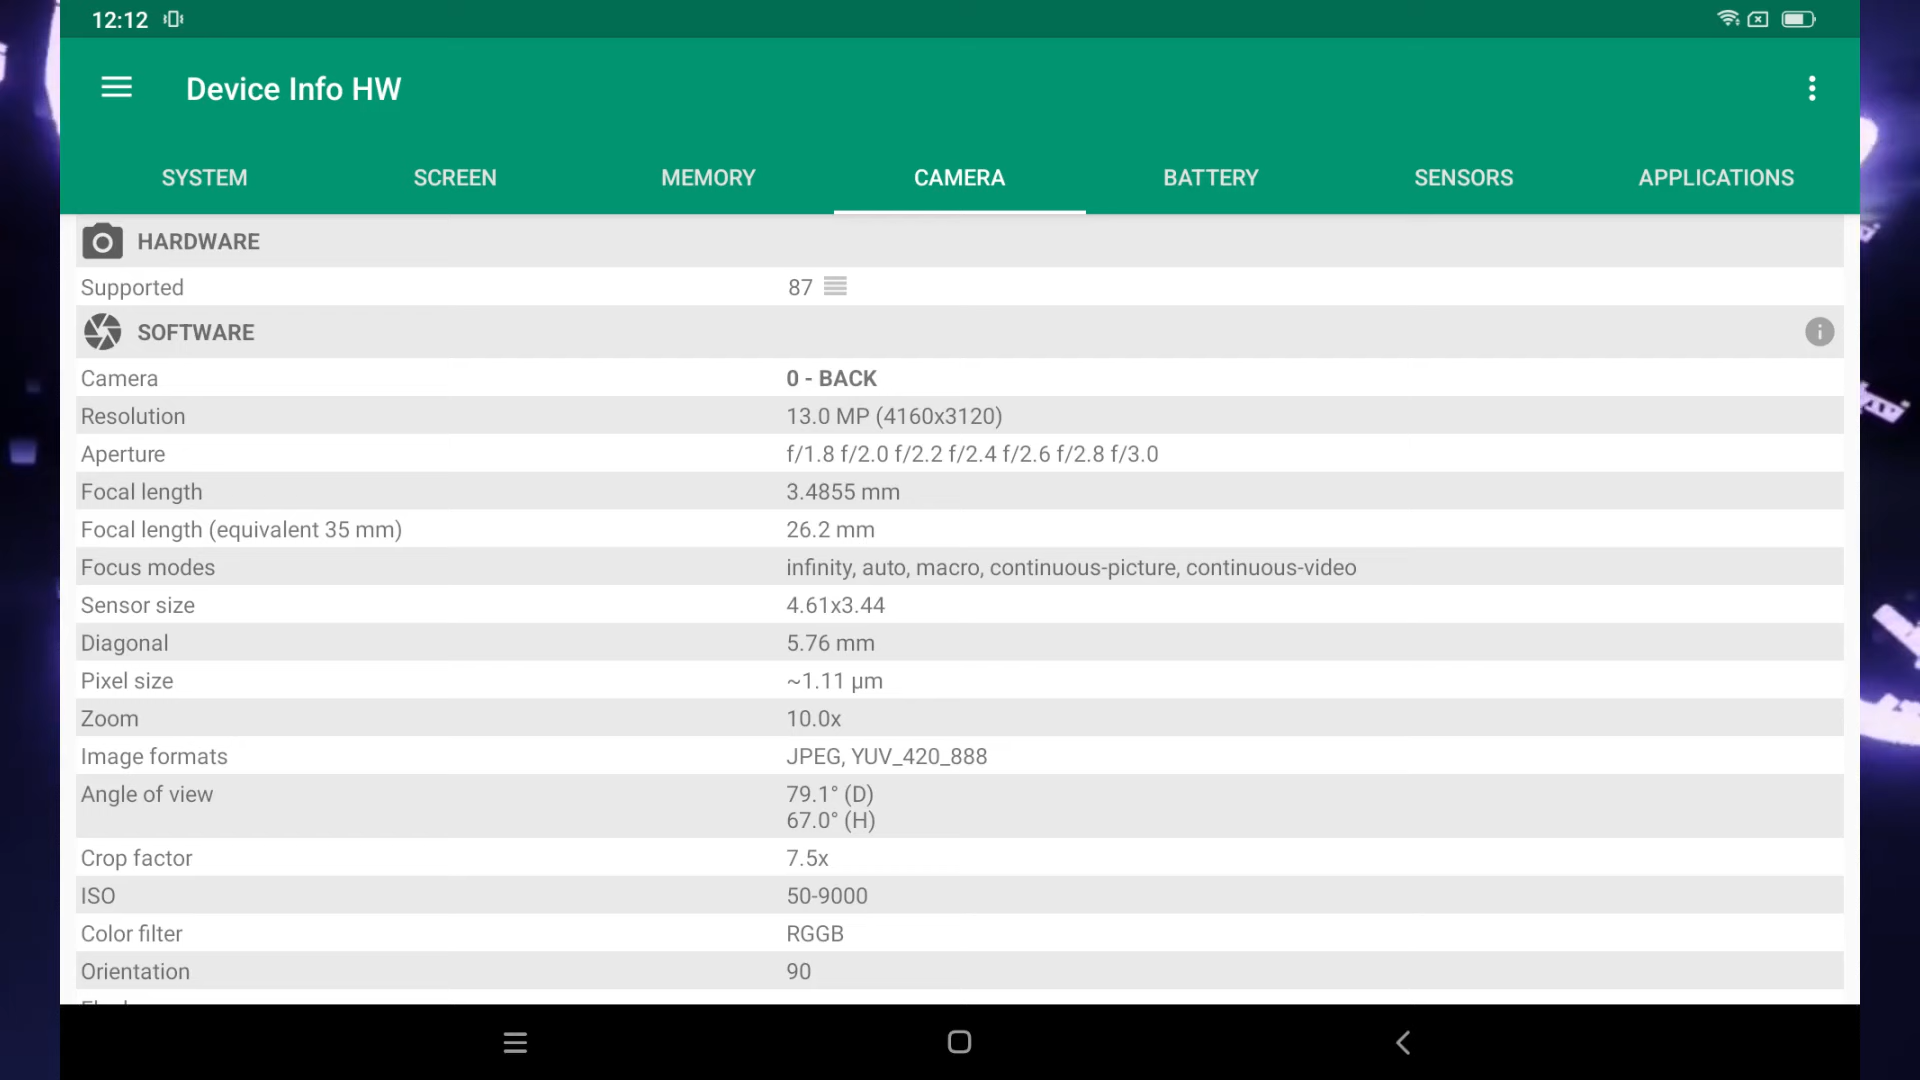 12:12
Device Info HW
SYSTEM SCREEN MEMORY CAMERA BATTERY SENSORS APPLICATIONS
HARDWARE
Supported 87
SOFTWARE
Camera 0 - BACK
Resolution 13.0 MP (4160x3120)
Aperture f/1.8 f/2.0 f/2.2 f/2.4 f/2.6 f/2.8 f/3.0
Focal length 3.4855 mm
Focal length (equivalent 35 mm) 26.2 mm
Focus modes infinity, auto, macro, continuous-picture, continuous-video
Sensor size 4.61x3.44
Diagonal 5.76 mm
Pixel size ~1.11 µm
Zoom 10.0x
Image formats JPEG, YUV_420_888
Angle of view 79.1° (D)
67.0° (H)
Crop factor 7.5x
ISO 50-9000
Color filter RGGB
Orientation 90